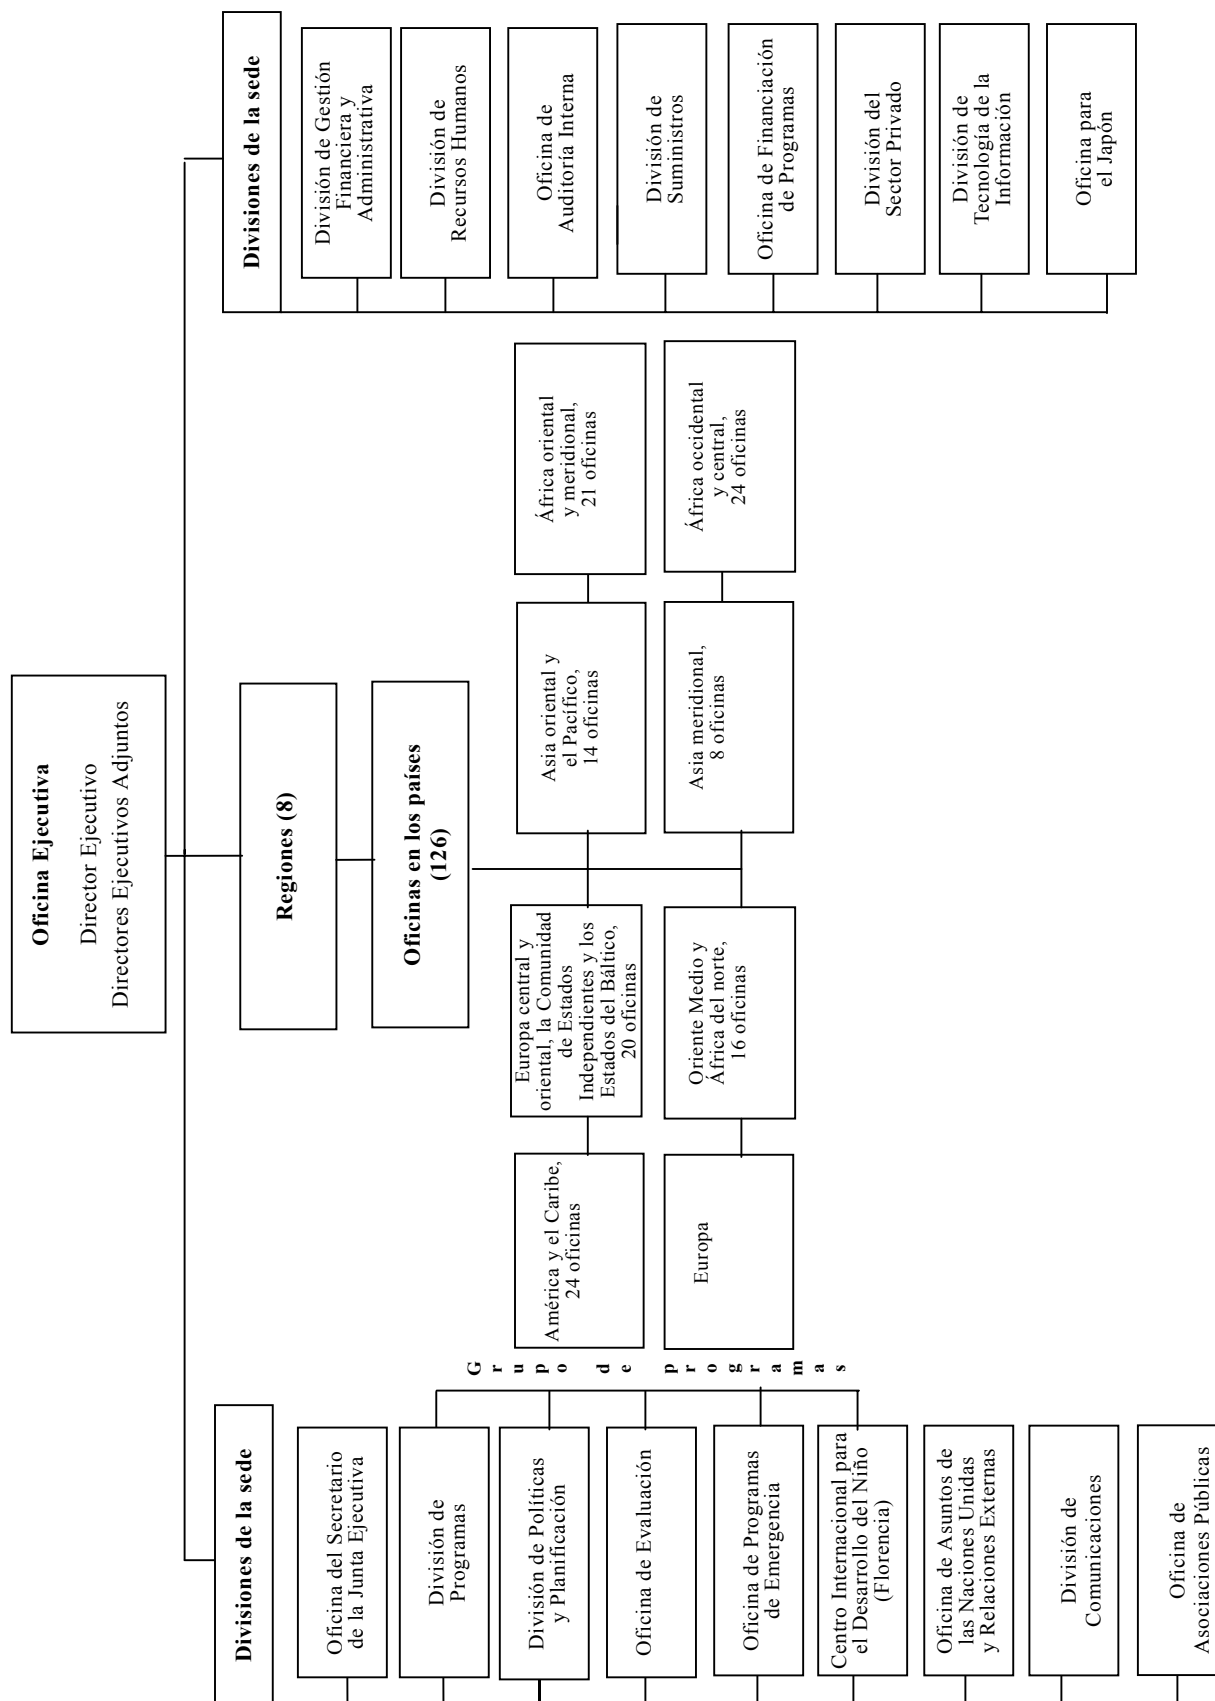 Oficina Ejecutiva
Director Ejecutivo
Directores Ejecutivos Adjuntos
Divisiones de la sede
Regiones (8)
Divisiones de la sede
Oficinas en los países
(126)
Oficina del Secretario
de la Junta Ejecutiva
División de
Programas
División de Políticas
y Planificación
Oficina de Evaluación
Oficina de Programas
de Emergencia
Centro Internacional para
el Desarrollo del Niño
(Florencia)
Oficina de Asuntos de
las Naciones Unidas
y Relaciones Externas
División de
Comunicaciones
Oficina de
Asociaciones Públicas
Grupo de programas
América y el Caribe,
24 oficinas
Europa central y
oriental, la Comunidad
de Estados
Independientes y los
Estados del Báltico,
20 oficinas
Asia oriental y
el Pacífico,
14 oficinas
África oriental
y meridional,
21 oficinas
Europa
Oriente Medio y
África del norte,
16 oficinas
Asia meridional,
8 oficinas
África occidental
y central,
24 oficinas
División de Gestión
Financiera y
Administrativa
División de
Recursos Humanos
Oficina de
Auditoría Interna
División de
Suministros
Oficina de Financiación
de Programas
División del
Sector Privado
División de
Tecnología de la
Información
Oficina para
el Japón